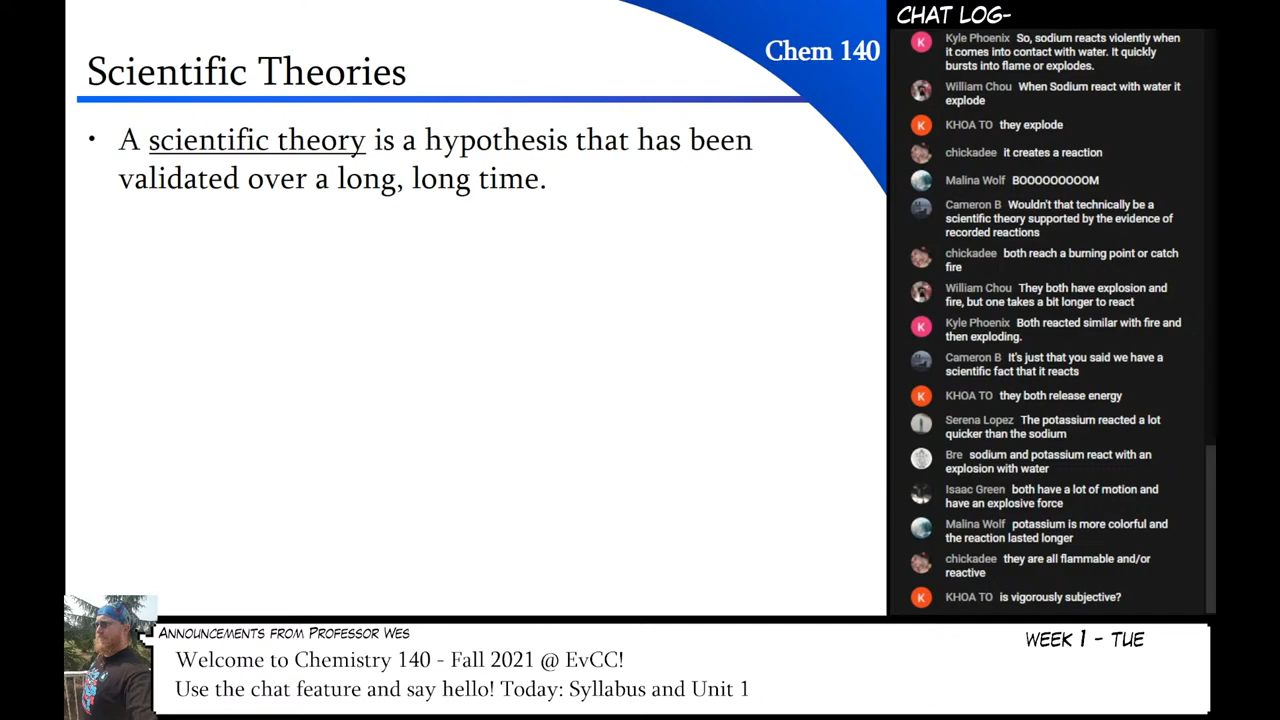 Scientific Theories
Chem 140
• A scientific theory is a hypothesis that has been
validated over a long, long time.
CHAT LOG-
K Kyle Phoenix So, sodium reacts violently when
it comes into contact with water. It quickly
bursts into flame or explodes.
William Chou When Sodium react with water it
explode
K KHOA TO they explode
chickadee it creates a reaction
Malina Wolf BOOOOOOOOM
Cameron B Wouldn't that technically be a
scientific theory supported by the evidence of
recorded reactions
chickadee both reach a burning point or catch
fire
William Chou They both have explosion and
fire, but one takes a bit longer to react
K Kyle Phoenix Both reacted similar with fire and
then exploding.
Cameron B It's just that you said we have a
scientific fact that it reacts
K KHOA TO they both release energy
Serena Lopez The potassium reacted a lot
quicker than the sodium
Bre sodium and potassium react with an
explosion with water
Isaac Green both have a lot of motion and
have an explosive force
Malina Wolf potassium is more colorful and
the reaction lasted longer
chickadee they are all flammable and/or
reactive
K KHOA TO is vigorously subjective?
Announcements from Professor Wes
WEEK 1 - TUE
Welcome to Chemistry 140 - Fall 2021 @ EvCC!
Use the chat feature and say hello! Today: Syllabus and Unit 1